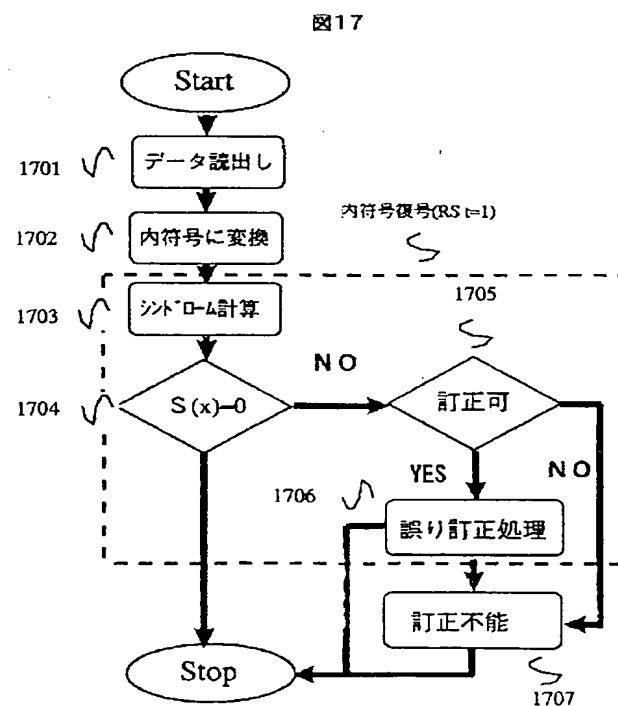 図17
Start
1701
データ読出し
1702
内符号に変換
内符号復号(RS t=1)
1703
シンドローム計算
1705
NO
1704
S(x)=0
訂正可
YES
NO
1706
誤り訂正処理
訂正不能
Stop
1707